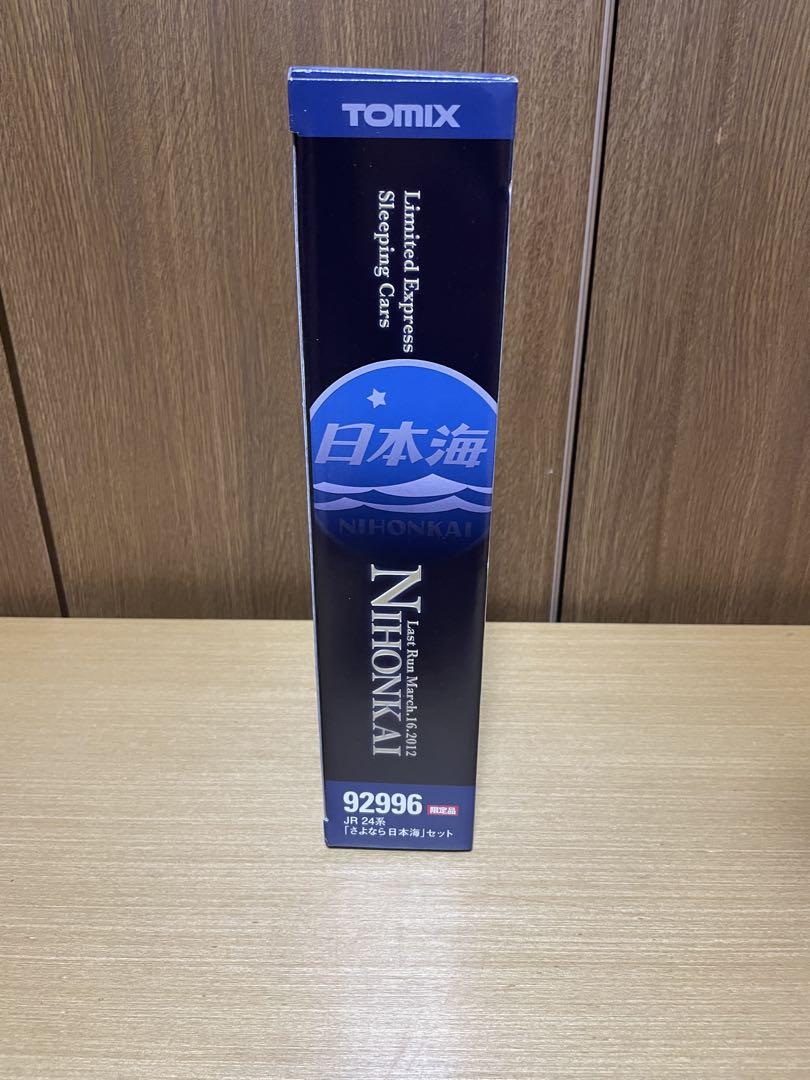 TOMIX
Limited Express
Sleeping Cars
日本海
NIHONKAI
Last Run March.16.2012
NIHONKAI
92996 限定品
JR 24系
「さよなら日本海」セット